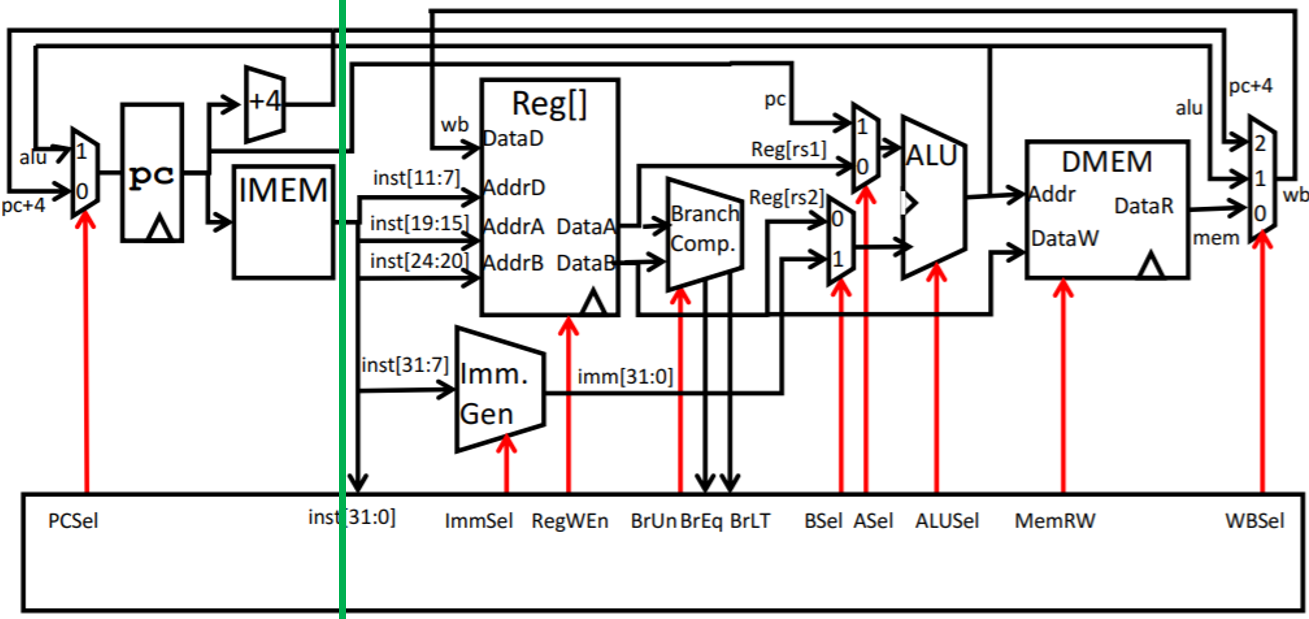 alu
pc+4
1
0
pc
+4
IMEM
wb
Reg[]
DataD
inst[11:7]
AddrD
inst[19:15]
AddrA
DataA
inst[24:20]
AddrB
DataB
inst[31:7]
Imm.
Gen
imm[31:0]
Branch
Comp.
pc
Reg[rs1]
Reg[rs2]
1
0
0
1
ALU
DMEM
Addr
DataR
DataW
alu
pc+4
mem
2
1
0
wb
PCSel
inst[31:0]
ImmSel
RegWEn
BrUn
BrEq
BrLT
BSel
ASel
ALUSel
MemRW
WBSel